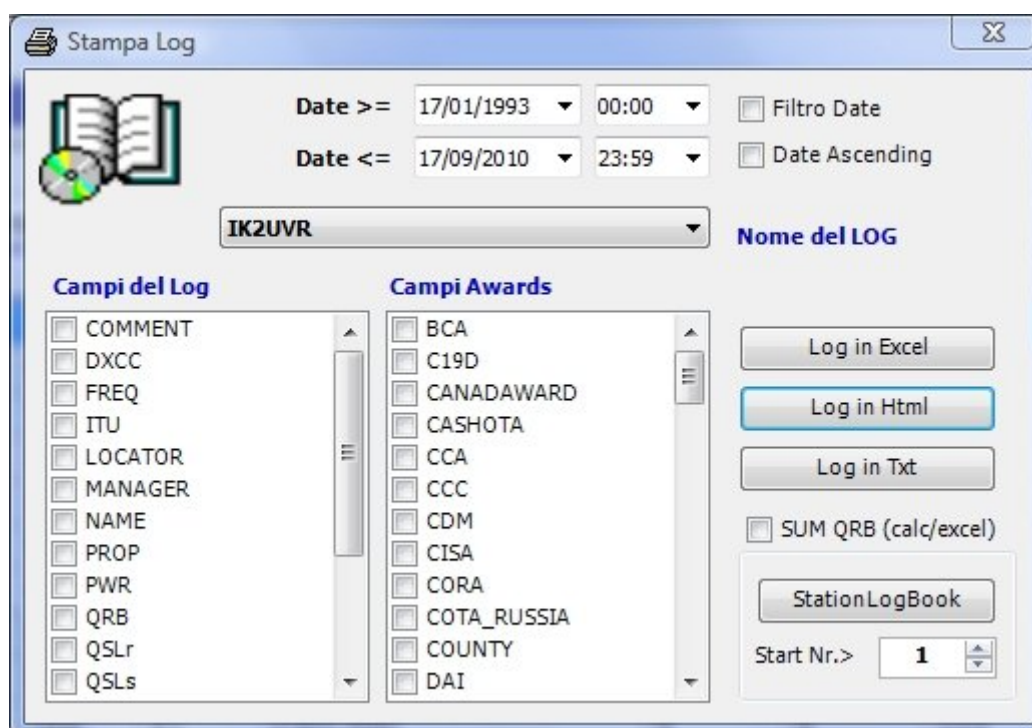 Stampa Log
Date >= 17/01/1993 00:00 Filtro Date
Date <= 17/09/2010 23:59 Date Ascending
IK2UVR
Nome del LOG
Campi del Log
COMMENT
DXCC
FREQ
ITU
LOCATOR
MANAGER
NAME
PROP
PWR
QRB
QSLr
QSLs
Campi Awards
BCA
C19D
CANADAWARD
CASHOTA
CCA
CCC
CDM
CISA
CORA
COTA_RUSSIA
COUNTY
DAI
Log in Excel
Log in Html
Log in Txt
SUM QRB (calc/excel)
StationLogBook
Start Nr.> 1